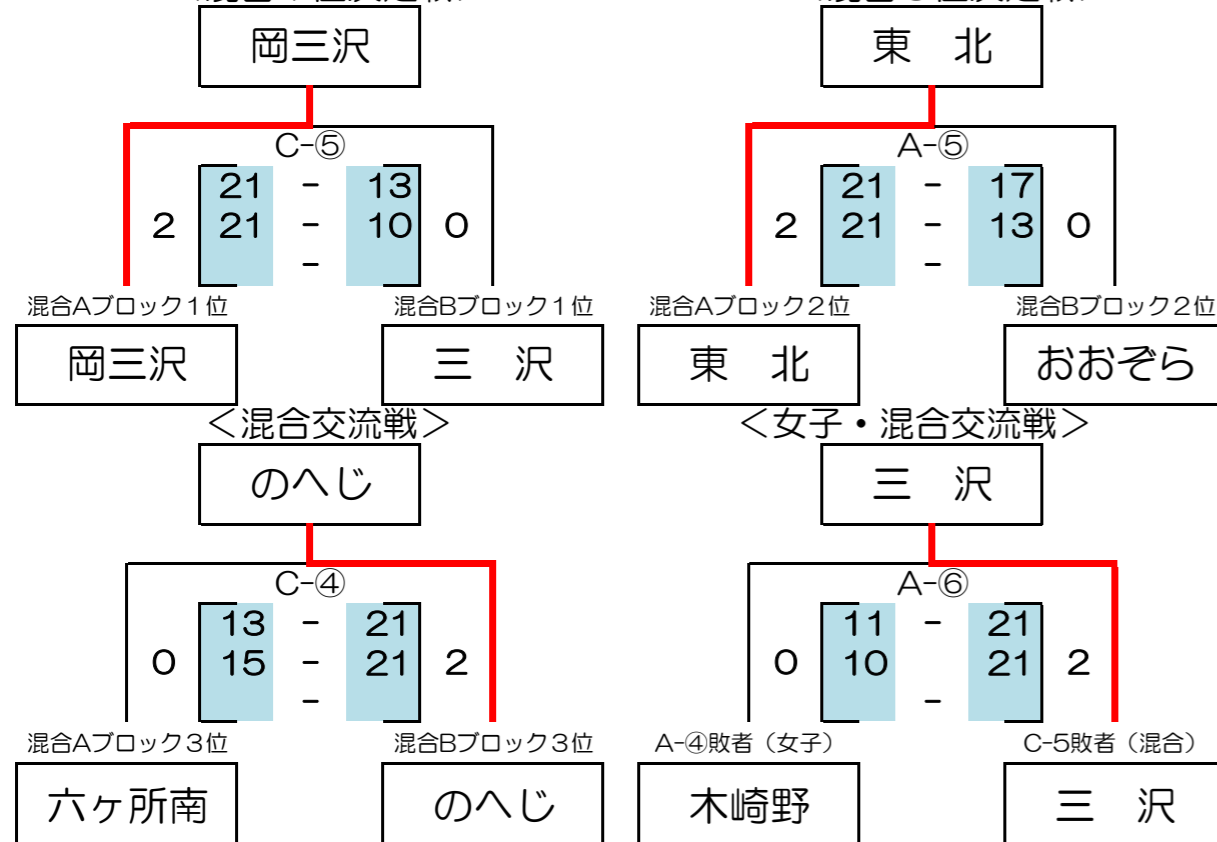 岡三沢
C-⑤
21 - 13
2 21 - 10 0
-
混合Aブロック1位 混合Bブロック1位
岡三沢 三 沢
東 北
A-⑤
21 - 17
2 21 - 13 0
-
混合Aブロック2位 混合Bブロック2位
東 北 おおぞら
<混合交流戦>
のへじ
C-④
13 - 21
0 15 - 21 2
-
混合Aブロック3位 混合Bブロック3位
六ヶ所南 のへじ
<女子・混合交流戦>
三 沢
A-⑥
11 - 21
0 10 21 2
-
A-④敗者(女子) C-5敗者(混合)
木崎野 三 沢